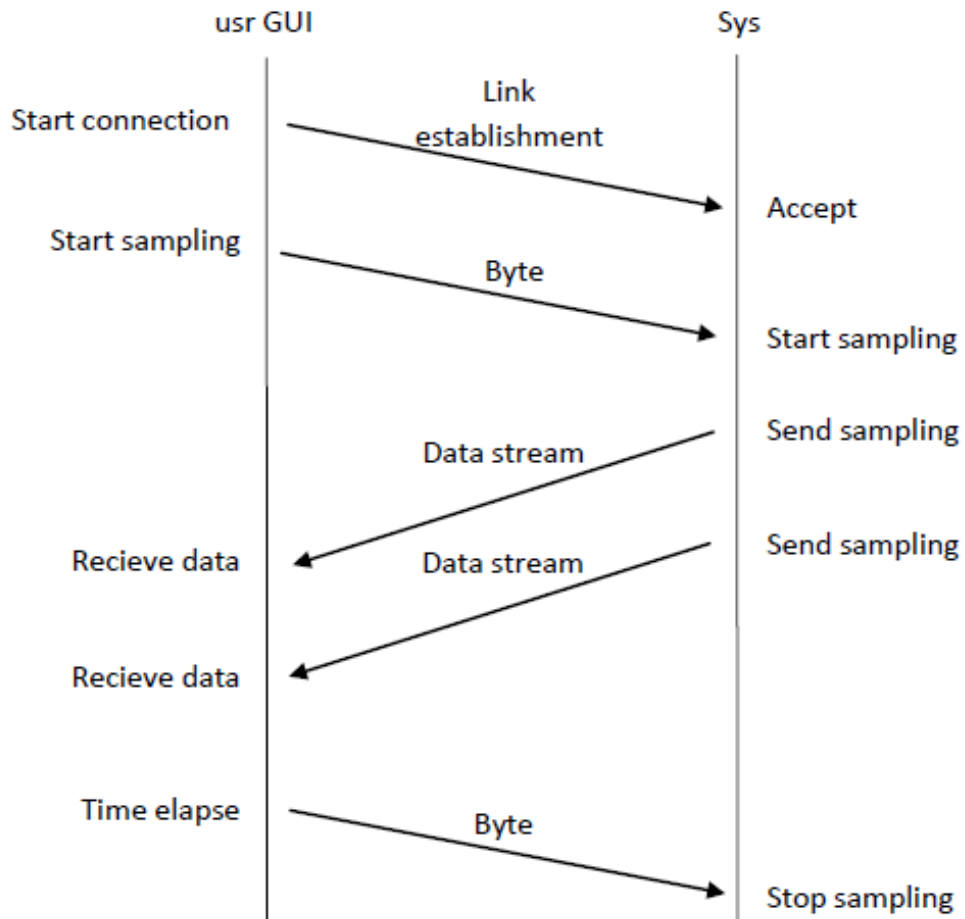 usr GUI
Sys
Link
establishment
Start connection
Accept
Start sampling
Byte
Start sampling
Send sampling
Data stream
Recieve data
Send sampling
Data stream
Recieve data
Time elapse
Byte
Stop sampling